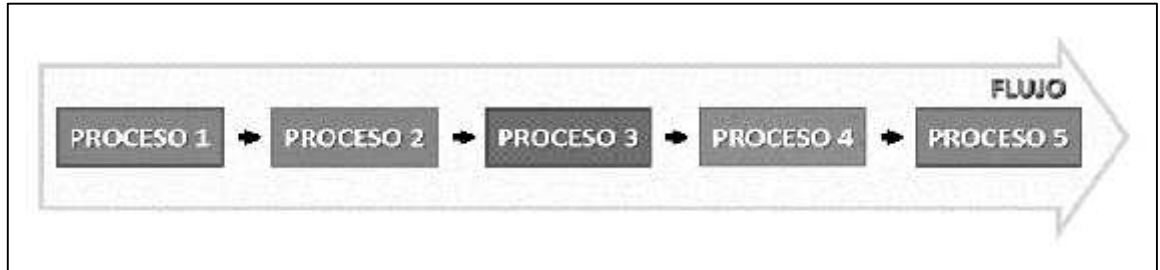 FLUJO
PROCESO 1 PROCESO 2 PROCESO 3 PROCESO 4 PROCESO 5